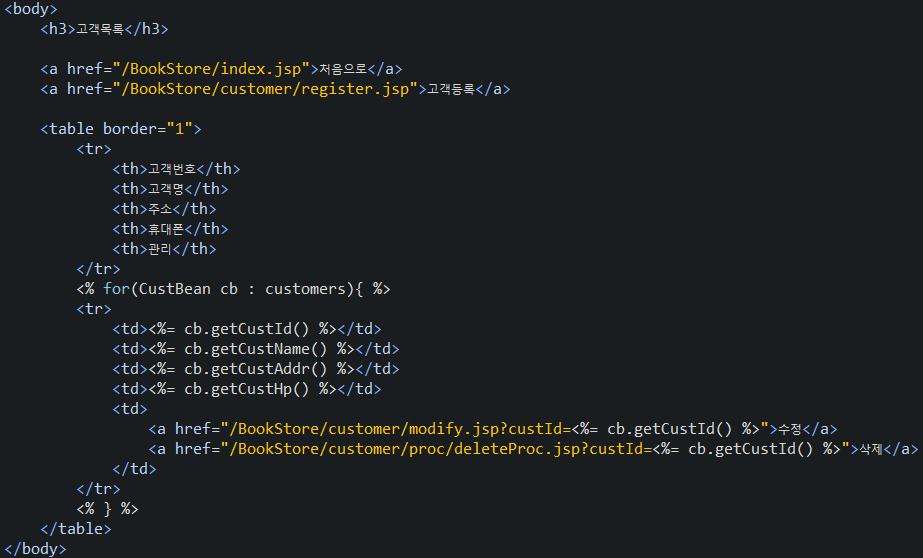 <body>
<h3>고객목록</h3>
<a href="/BookStore/index.jsp">처음으로</a>
<a href="/BookStore/customer/register.jsp">고객등록</a>
<table border="1">
<tr>
<th>고객번호</th>
<th>고객명</th>
<th>주소</th>
<th>휴대폰</th>
<th>관리</th>
</tr>
<% for(CustBean cb : customers){ %>
<tr>
<td><%= cb.getCustId() %></td>
<td><%= cb.getCustName() %></td>
<td><%= cb.getCustAddr() %></td>
<td><%= cb.getCustHp() %></td>
<td>
<a href="/BookStore/customer/modify.jsp?custId=<%= cb.getCustId() %>">수정</a>
<a href="/BookStore/customer/proc/deleteProc.jsp?custId=<%= cb.getCustId() %>">삭제</a>
</td>
</tr>
<% } %>
</table>
</body>